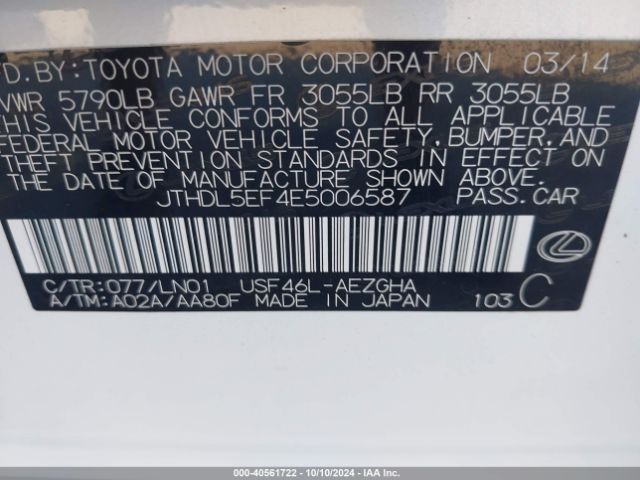 D. BY: TOYOTA MOTOR CORPORATION 03/14
VWR 5790LB GAWR FR 3055LB RR 3055LB
THIS VEHICLE CONFORMS TO ALL APPLICABLE
FEDERAL MOTOR VEHICLE SAFETY, BUMPER, AND
THEFT PREVENTION STANDARDS IN EFFECT ON
THE DATE OF MANUFACTURE SHOWN ABOVE.
JTHDL5EF4E5006587 PASS. CAR
C/TR: 077/LN01 USF46L-AEZGHA
A/TM: A02A/AA80F MADE IN JAPAN 103 C
000-40561722 - 10/10/2024 - IAA Inc.